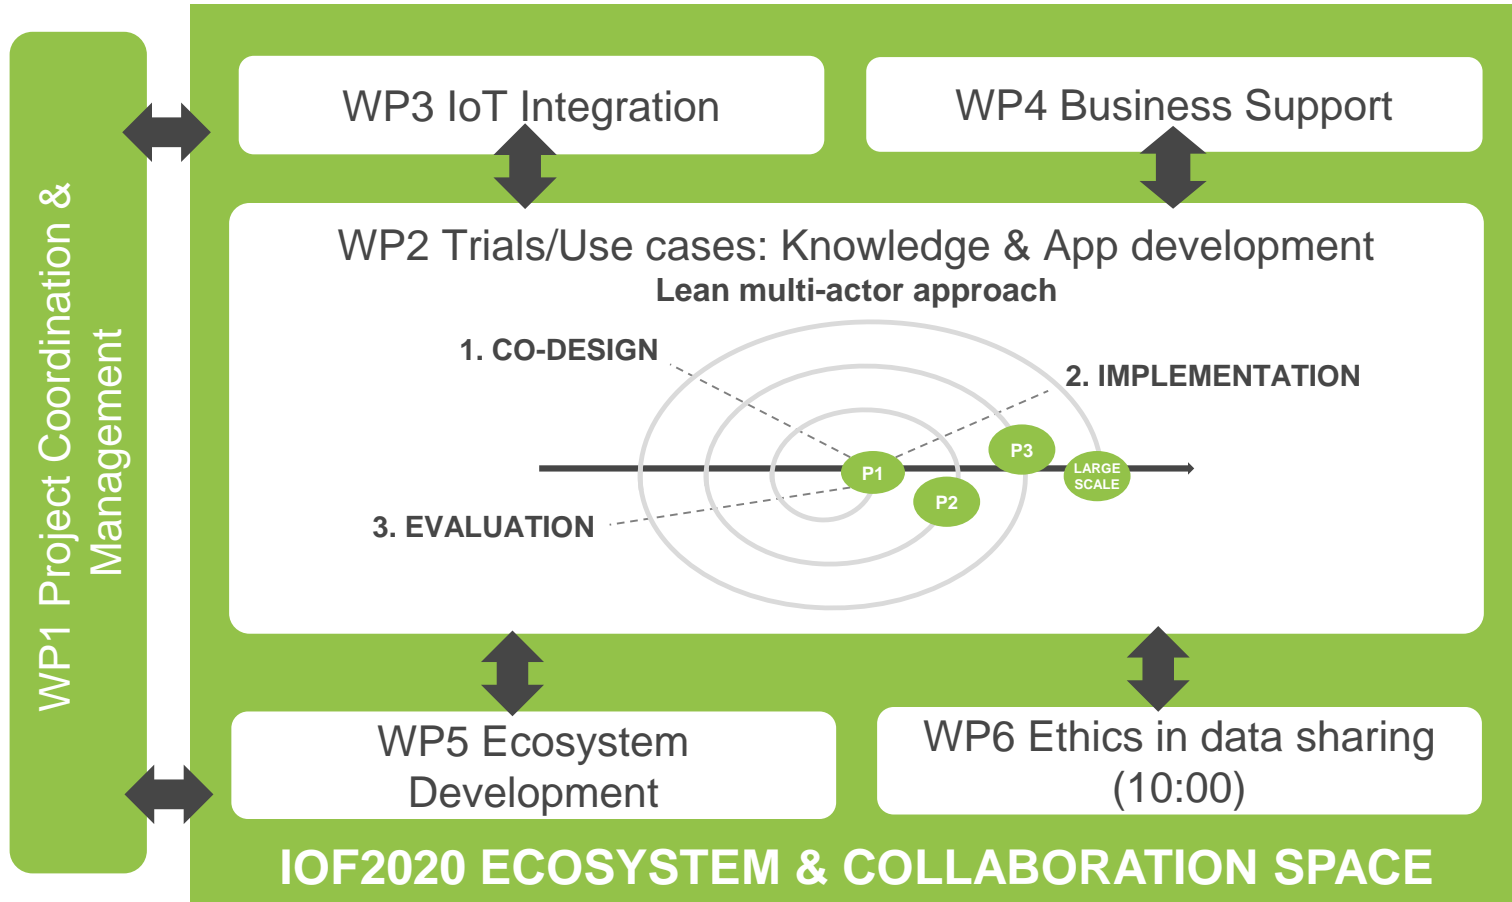 WP1 Project Coordination &
Management
WP3 IoT Integration
WP4 Business Support
WP2 Trials/Use cases: Knowledge & App development
Lean multi-actor approach
1. CO-DESIGN
2. IMPLEMENTATION
P3
P1
LARGE
SCALE
P2
3. EVALUATION
WP5 Ecosystem
Development
WP6 Ethics in data sharing
(10:00)
IOF2020 ECOSYSTEM & COLLABORATION SPACE